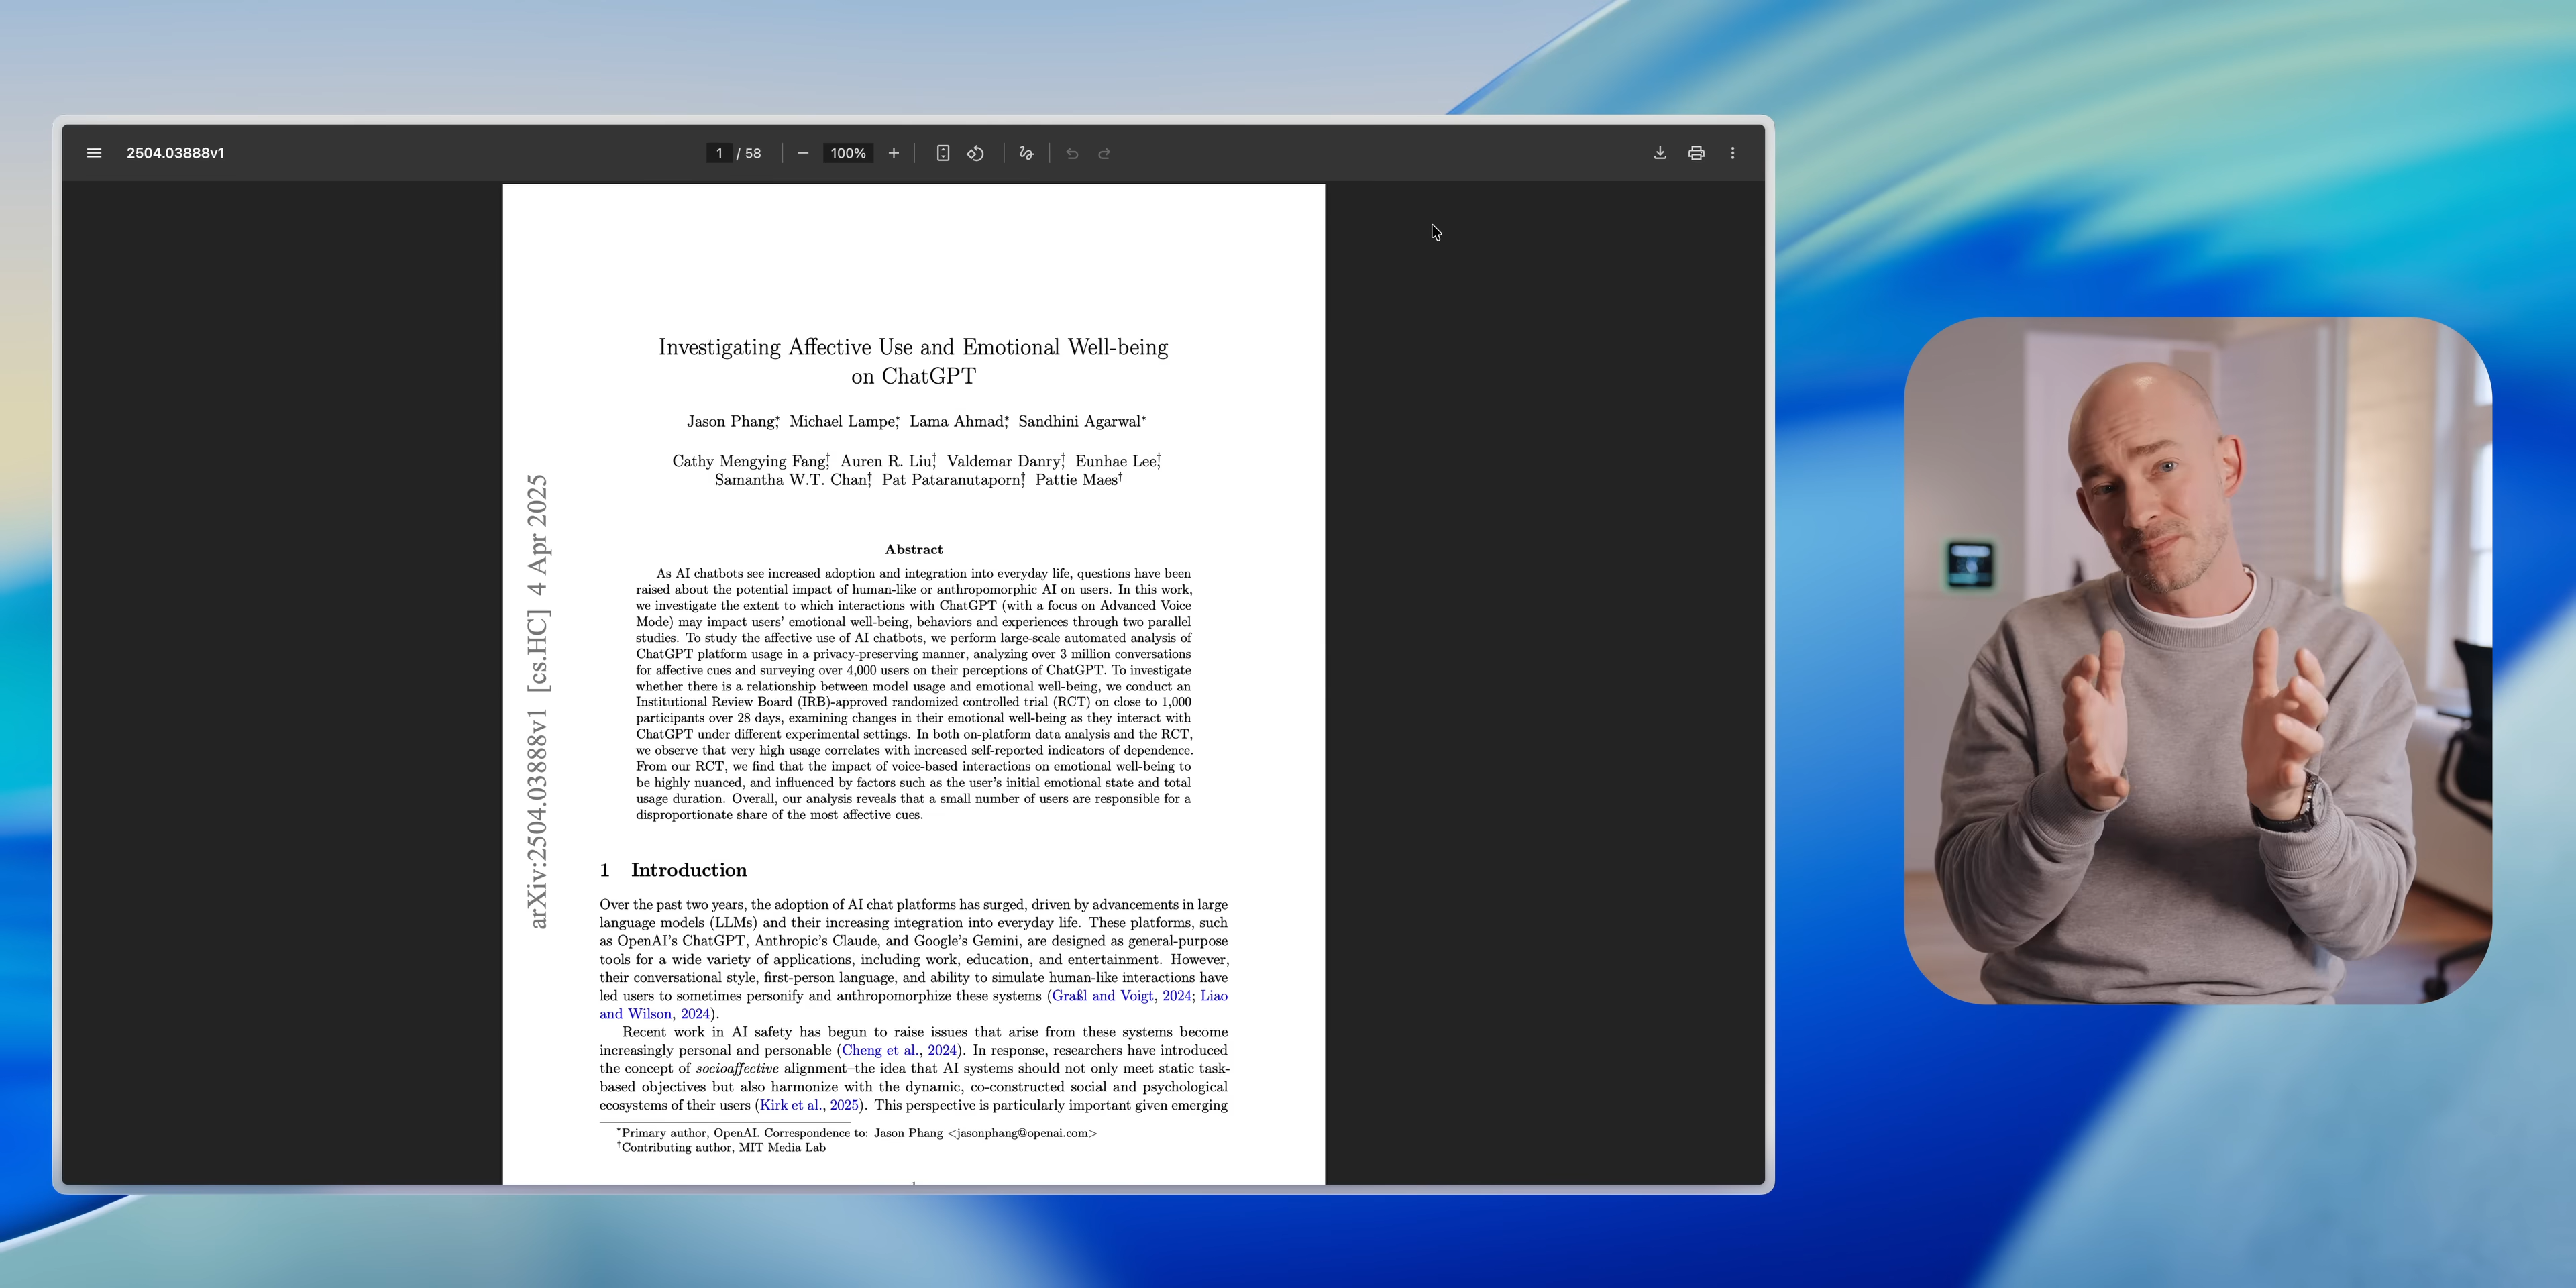 2504.03888v1
1 / 58
100%
Investigating Affective Use and Emotional Well-being
on ChatGPT
Jason Phang,* Michael Lampe,* Lama Ahmad,* Sandhini Agarwal*
Cathy Mengying Fang,† Auren R. Liu,† Valdemar Danry,† Eunhae Lee,†
Samantha W.T. Chan,† Pat Pataranutaporn,† Pattie Maes†
arXiv:2504.03888v1 [cs.HC] 4 Apr 2025
Abstract
As AI chatbots see increased adoption and integration into everyday life, questions have been
raised about the potential impact of human-like or anthropomorphic AI on users. In this work,
we investigate the extent to which interactions with ChatGPT (with a focus on Advanced Voice
Mode) may impact users' emotional well-being, behaviors and experiences through two parallel
studies. To study the affective use of AI chatbots, we perform large-scale automated analysis of
ChatGPT platform usage in a privacy-preserving manner, analyzing over 3 million conversations
for affective cues and surveying over 4,000 users on their perceptions of ChatGPT. To investigate
whether there is a relationship between model usage and emotional well-being, we conduct an
Institutional Review Board (IRB)-approved randomized controlled trial (RCT) on close to 1,000
participants over 28 days, examining changes in their emotional well-being as they interact with
ChatGPT under different experimental settings. In both on-platform data analysis and the RCT,
we observe that very high usage correlates with increased self-reported indicators of dependence.
From our RCT, we find that the impact of voice-based interactions on emotional well-being to
be highly nuanced, and influenced by factors such as the user's initial emotional state and total
usage duration. Overall, our analysis reveals that a small number of users are responsible for a
disproportionate share of the most affective cues.
1 Introduction
Over the past two years, the adoption of AI chat platforms has surged, driven by advancements in large
language models (LLMs) and their increasing integration into everyday life. These platforms, such
as OpenAI's ChatGPT, Anthropic's Claude, and Google's Gemini, are designed as general-purpose
tools for a wide variety of applications, including work, education, and entertainment. However,
their conversational style, first-person language, and ability to simulate human-like interactions have
led users to sometimes personify and anthropomorphize these systems (Graßl and Voigt, 2024; Liao
and Wilson, 2024).
Recent work in AI safety has begun to raise issues that arise from these systems become
increasingly personal and personable (Cheng et al., 2024). In response, researchers have introduced
the concept of socioaffective alignment–the idea that AI systems should not only meet static task-
based objectives but also harmonize with the dynamic, co-constructed social and psychological
ecosystems of their users (Kirk et al., 2025). This perspective is particularly important given emerging
*Primary author, OpenAI. Correspondence to: Jason Phang <jasonphang@openai.com>
†Contributing author, MIT Media Lab